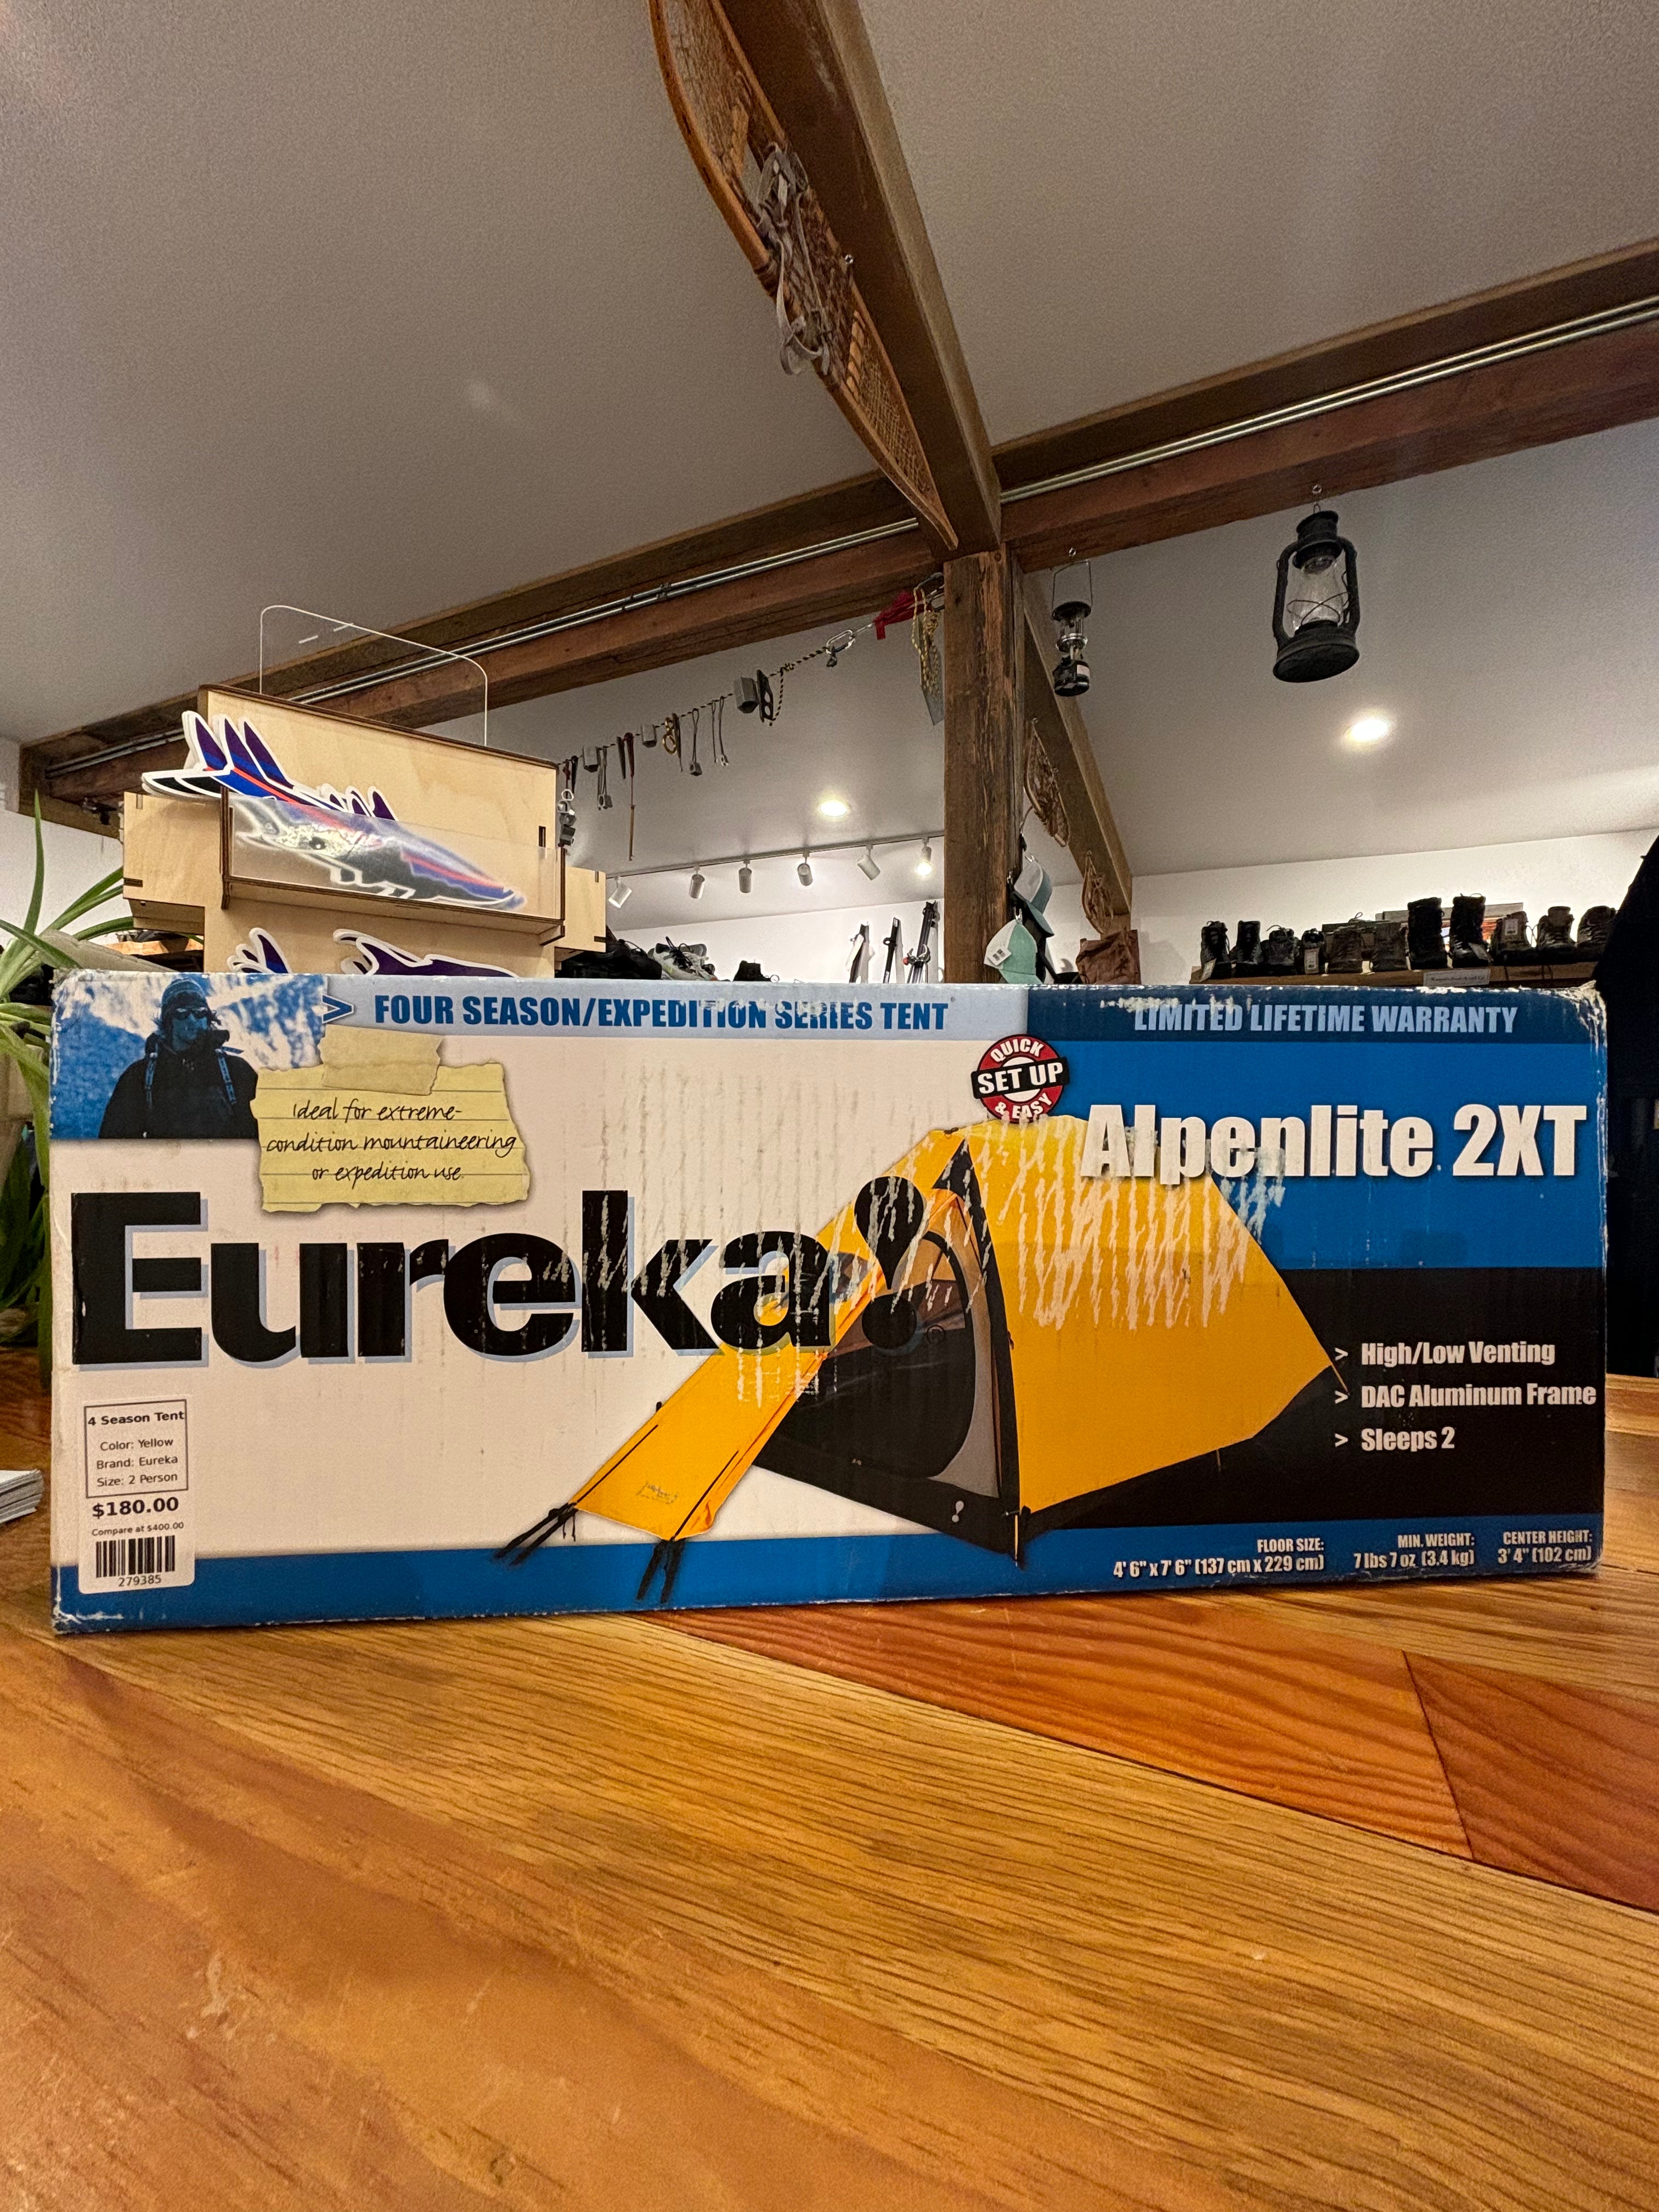 FOUR SEASON/EXPEDITION SERIES TENT
LIMITED LIFETIME WARRANTY
Ideal for extreme-
condition mountaineering
or expedition use.
QUICK
SET UP
& EASY
Alpenlite 2XT
Eureka!
> High/Low Venting
> DAC Aluminum Frame
> Sleeps 2
4 Season Tent
Color: Yellow
Brand: Eureka
Size: 2 Person
$180.00
Compare at $400.00
279385
FLOOR SIZE:
4' 6" x 7' 6" (137 cm x 229 cm)
MIN. WEIGHT:
7 lbs 7 oz (3.4 kg)
CENTER HEIGHT:
3' 4" (102 cm)